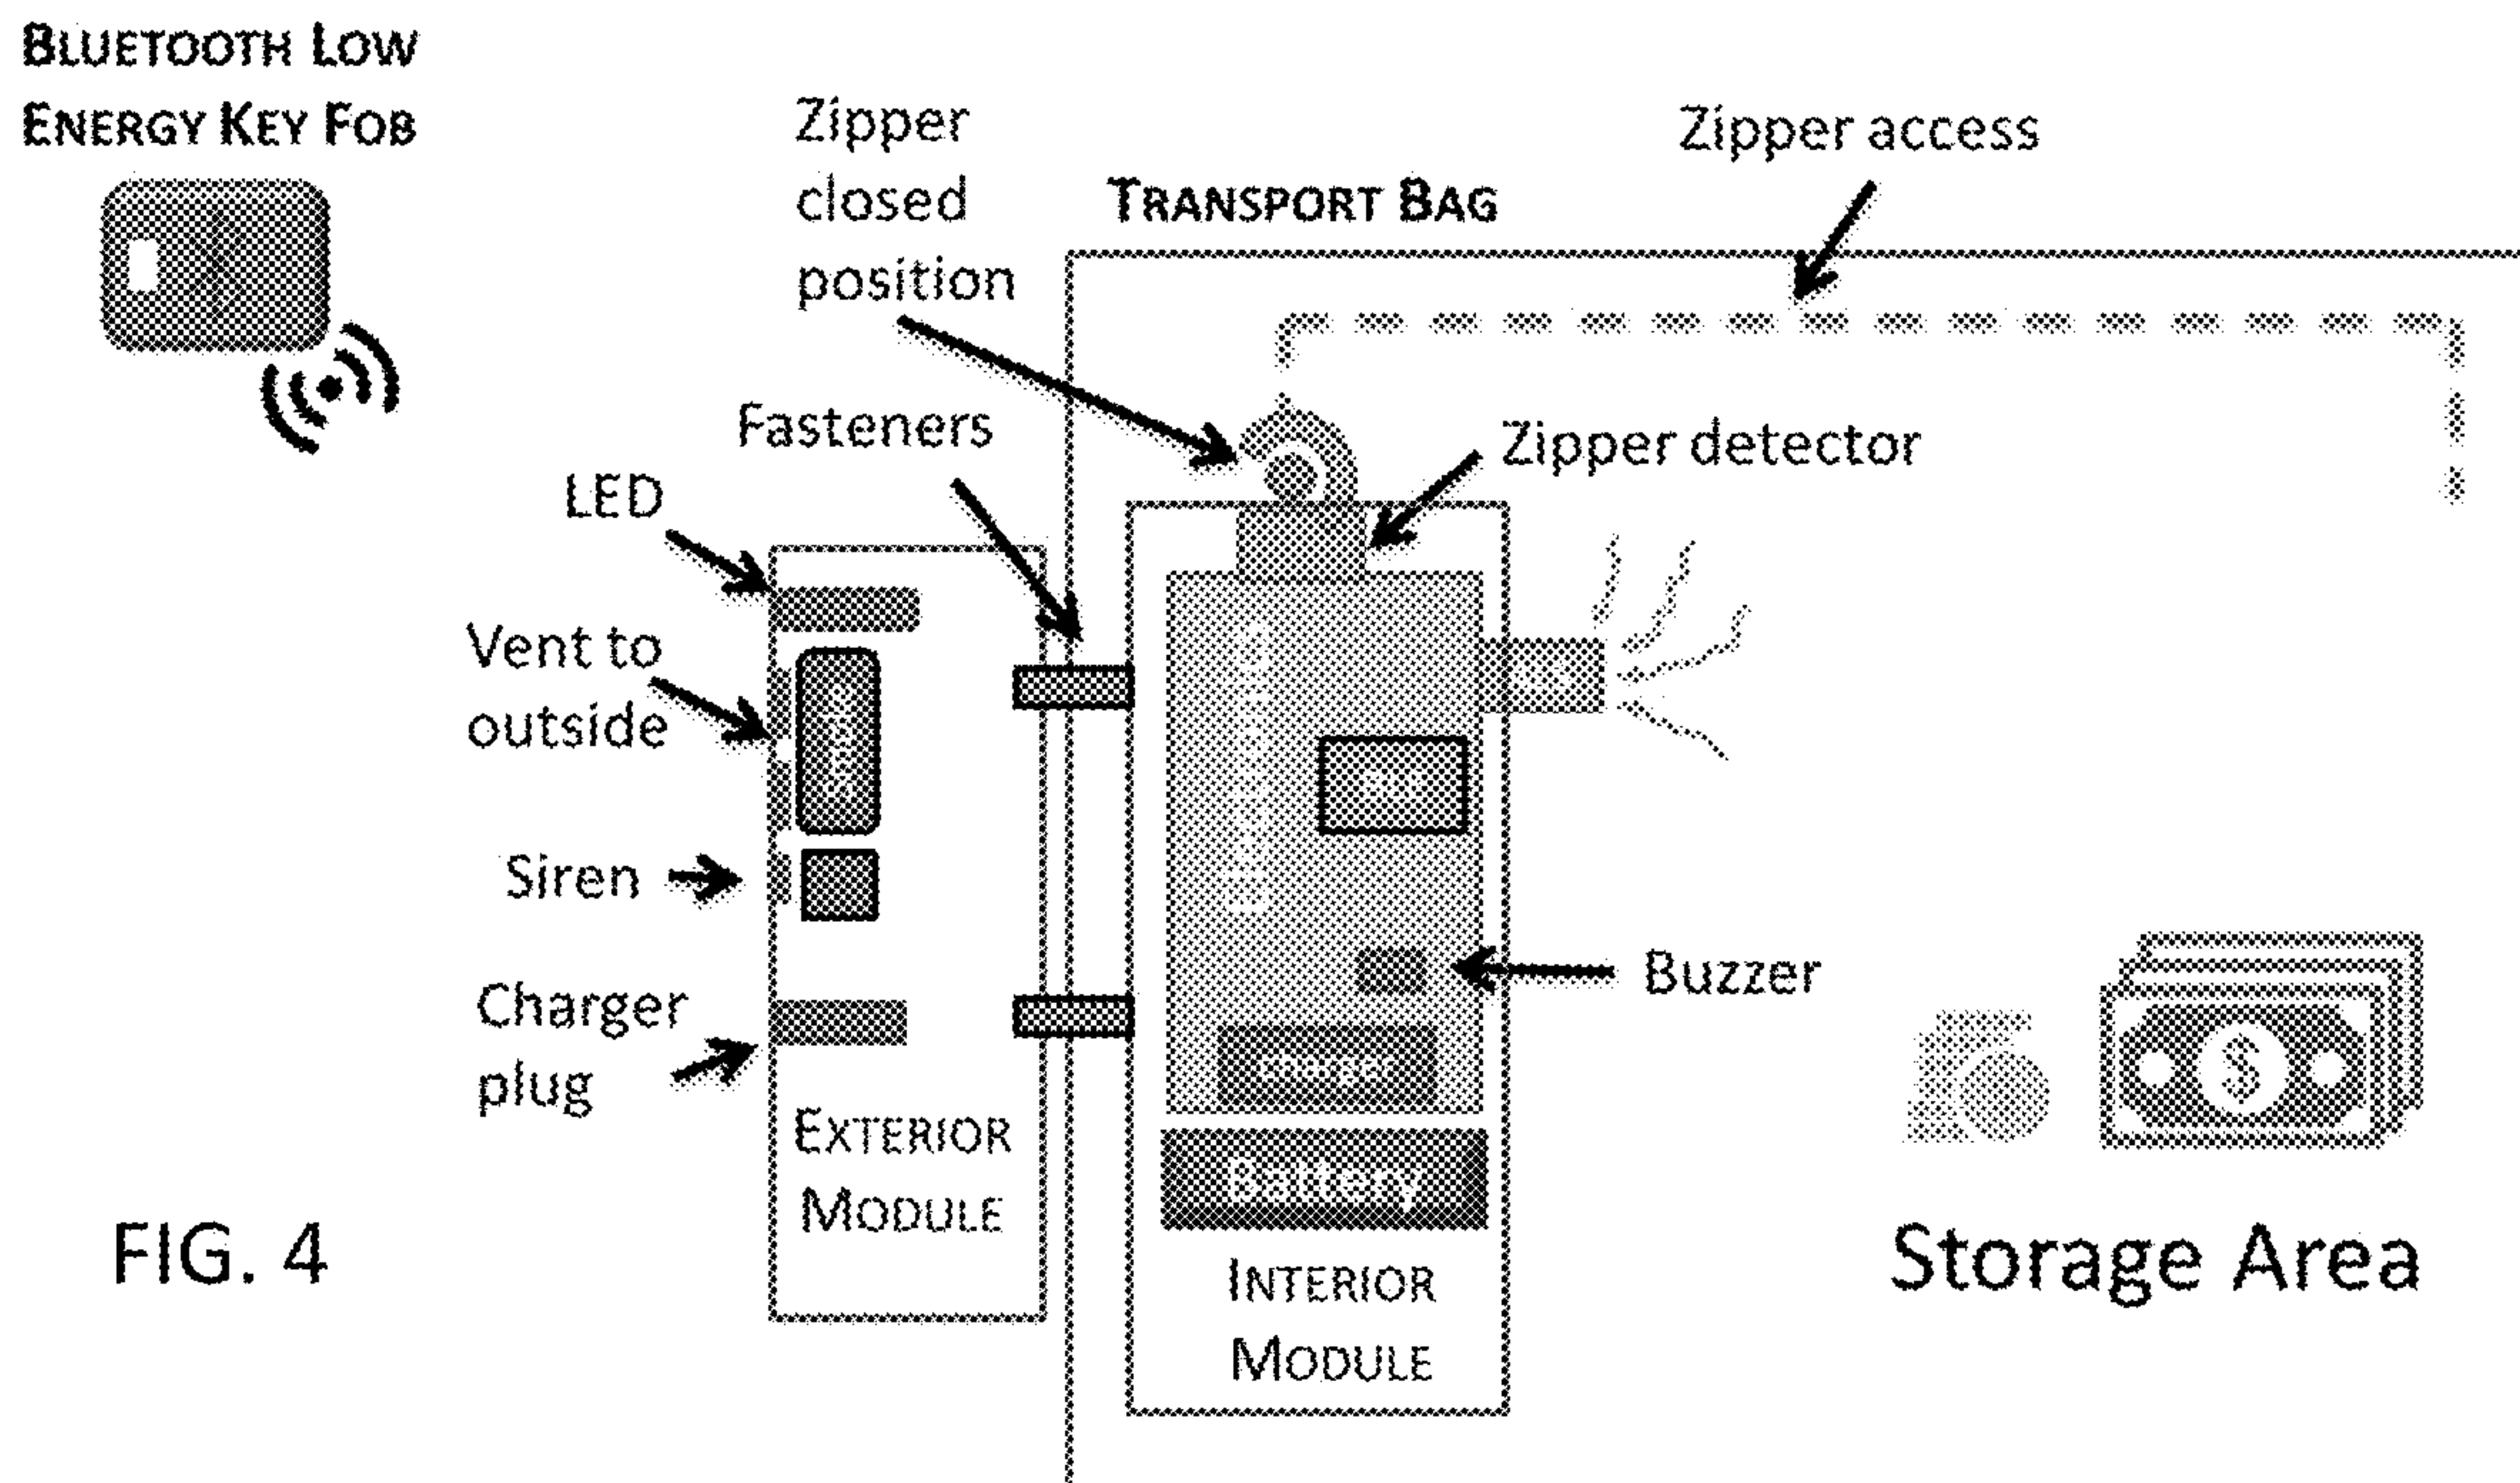 BLUETOOTH LOW
ENERGY KEY FOB
Zipper
closed
position
Zipper access
TRANSPORT BAG
Fasteners
Zipper detector
LED
Vent to
outside
Siren
Buzzer
Charger
plug
EXTERIOR
MODULE
Battery
$
INTERIOR
MODULE
Storage Area
FIG. 4